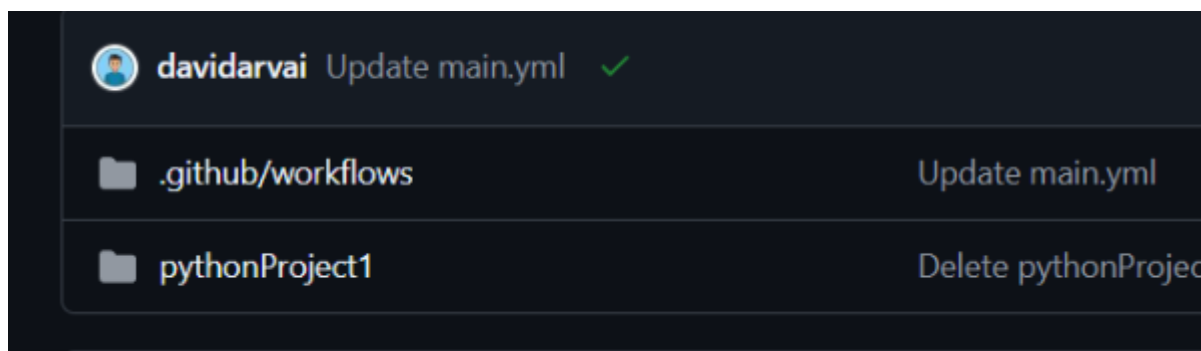 davidarvai Update main.yml
.github/workflows Update main.yml
pythonProject1 Delete pythonProjec